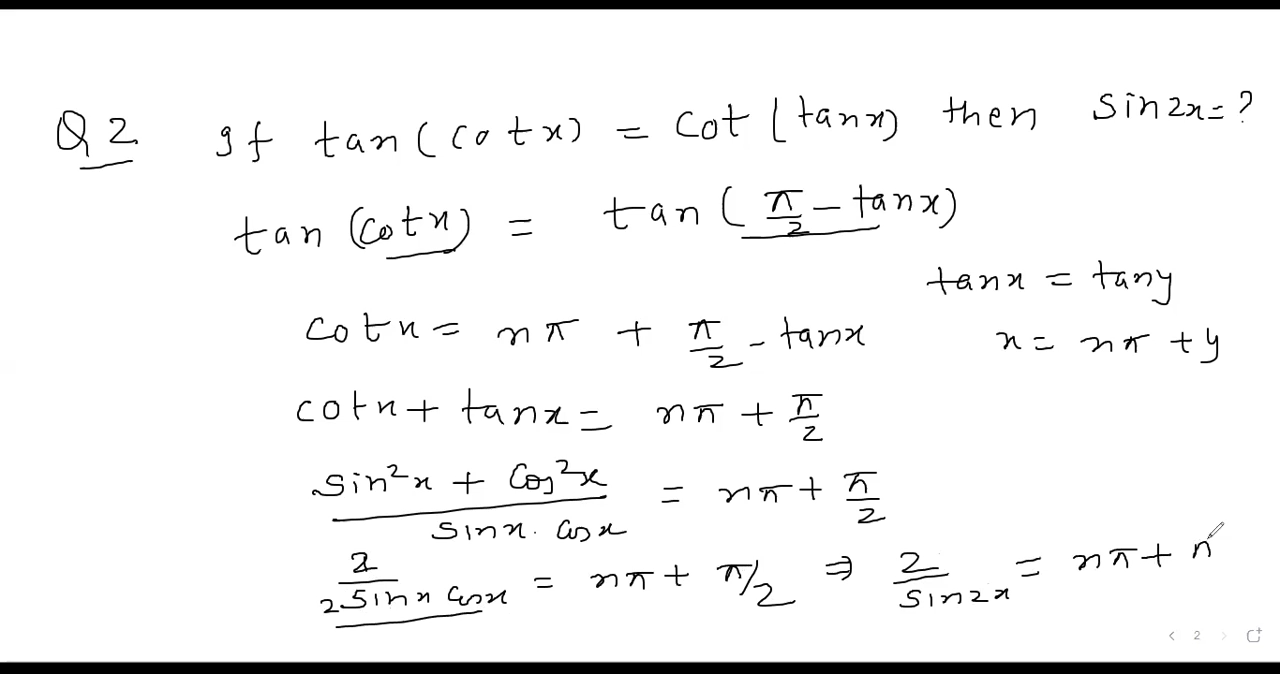 Q2 If tan(cotx) = cot(tanx) then sin2x=?
tan(cotx) = tan(π/2 - tanx)
tanx = tany
cotx = nπ + π/2 - tanx
x = nπ + y
cotx + tanx = nπ + π/2
(sin²x + cos²x)/(sinx. cosx) = nπ + π/2
2/(2sinx cosx) = nπ + π/2 ⇒ 2/(sin2x) = nπ + n
2